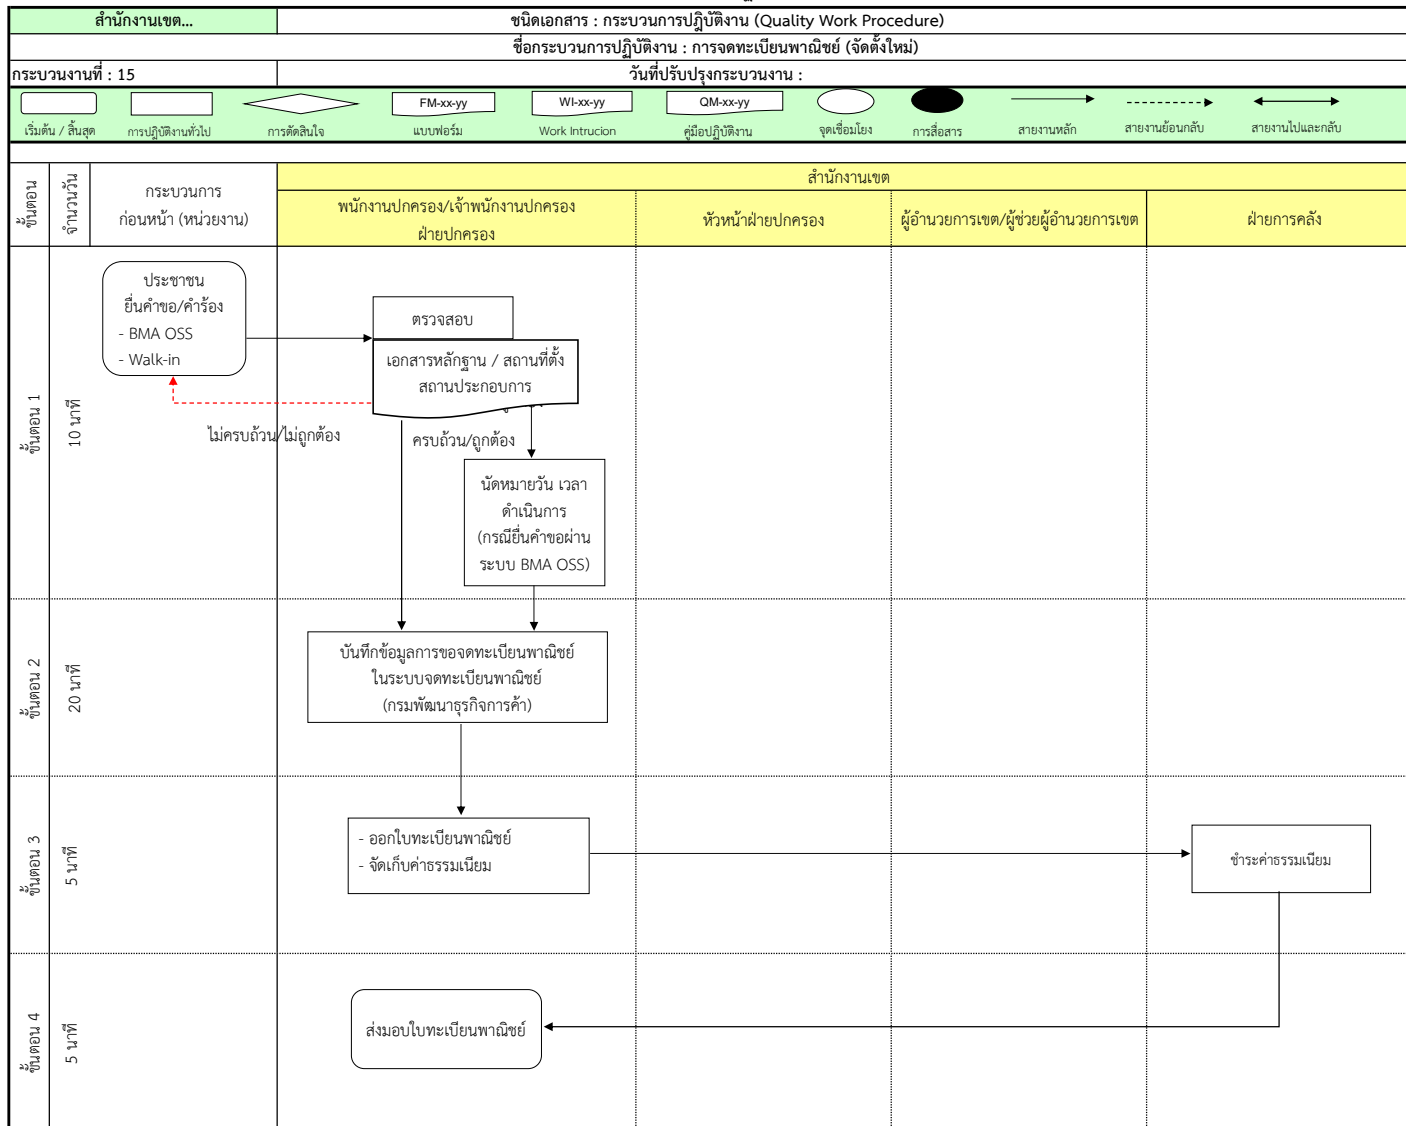 สำนักงานเขต...
ชนิดเอกสาร : กระบวนการปฏิบัติงาน (Quality Work Procedure)
ชื่อกระบวนการปฏิบัติงาน : การจดทะเบียนพาณิชย์ (จัดตั้งใหม่)
กระบวนงานที่ : 15
วันที่ปรับปรุงกระบวนงาน :
FM-xx-yy
WI-xx-yy
QM-xx-yy
เริ่มต้น / สิ้นสุด
การปฏิบัติงานทั่วไป
การตัดสินใจ
แบบฟอร์ม
Work Intrucion
คู่มือปฏิบัติงาน
จุดเชื่อมโยง
การสื่อสาร
สายงานหลัก
สายงานย้อนกลับ
สายงานไปและกลับ
ขั้นตอน
จำนวนวัน
กระบวนการ
ก่อนหน้า (หน่วยงาน)
สำนักงานเขต
พนักงานปกครอง/เจ้าพนักงานปกครอง
ฝ่ายปกครอง
หัวหน้าฝ่ายปกครอง
ผู้อำนวยการเขต/ผู้ช่วยผู้อำนวยการเขต
ฝ่ายการคลัง
ขั้นตอน 1
10 นาที
ประชาชน
ยื่นคำขอ/คำร้อง
- BMA OSS
- Walk-in
ตรวจสอบ
เอกสารหลักฐาน / สถานที่ตั้ง
สถานประกอบการ
ไม่ครบถ้วน/ไม่ถูกต้อง
ครบถ้วน/ถูกต้อง
นัดหมายวัน เวลา
ดำเนินการ
(กรณียื่นคำขอผ่าน
ระบบ BMA OSS)
ขั้นตอน 2
20 นาที
บันทึกข้อมูลการขอจดทะเบียนพาณิชย์
ในระบบจดทะเบียนพาณิชย์
(กรมพัฒนาธุรกิจการค้า)
ขั้นตอน 3
5 นาที
- ออกใบทะเบียนพาณิชย์
- จัดเก็บค่าธรรมเนียม
ชำระค่าธรรมเนียม
ขั้นตอน 4
5 นาที
ส่งมอบใบทะเบียนพาณิชย์